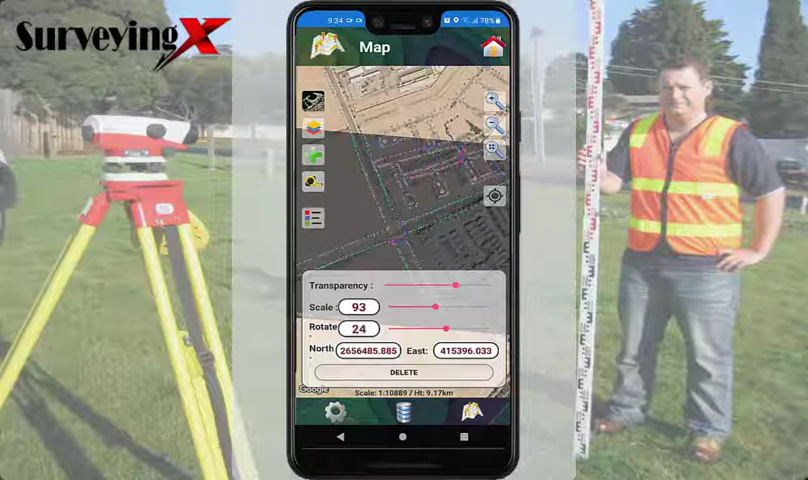 SurveyingX
9:34
78%
Map
Transparency :
Scale : 93
Rotate : 24
North : 2656485.885 East: 415396.033
DELETE
Google
Scale: 1:10889 / Ht: 9.17km